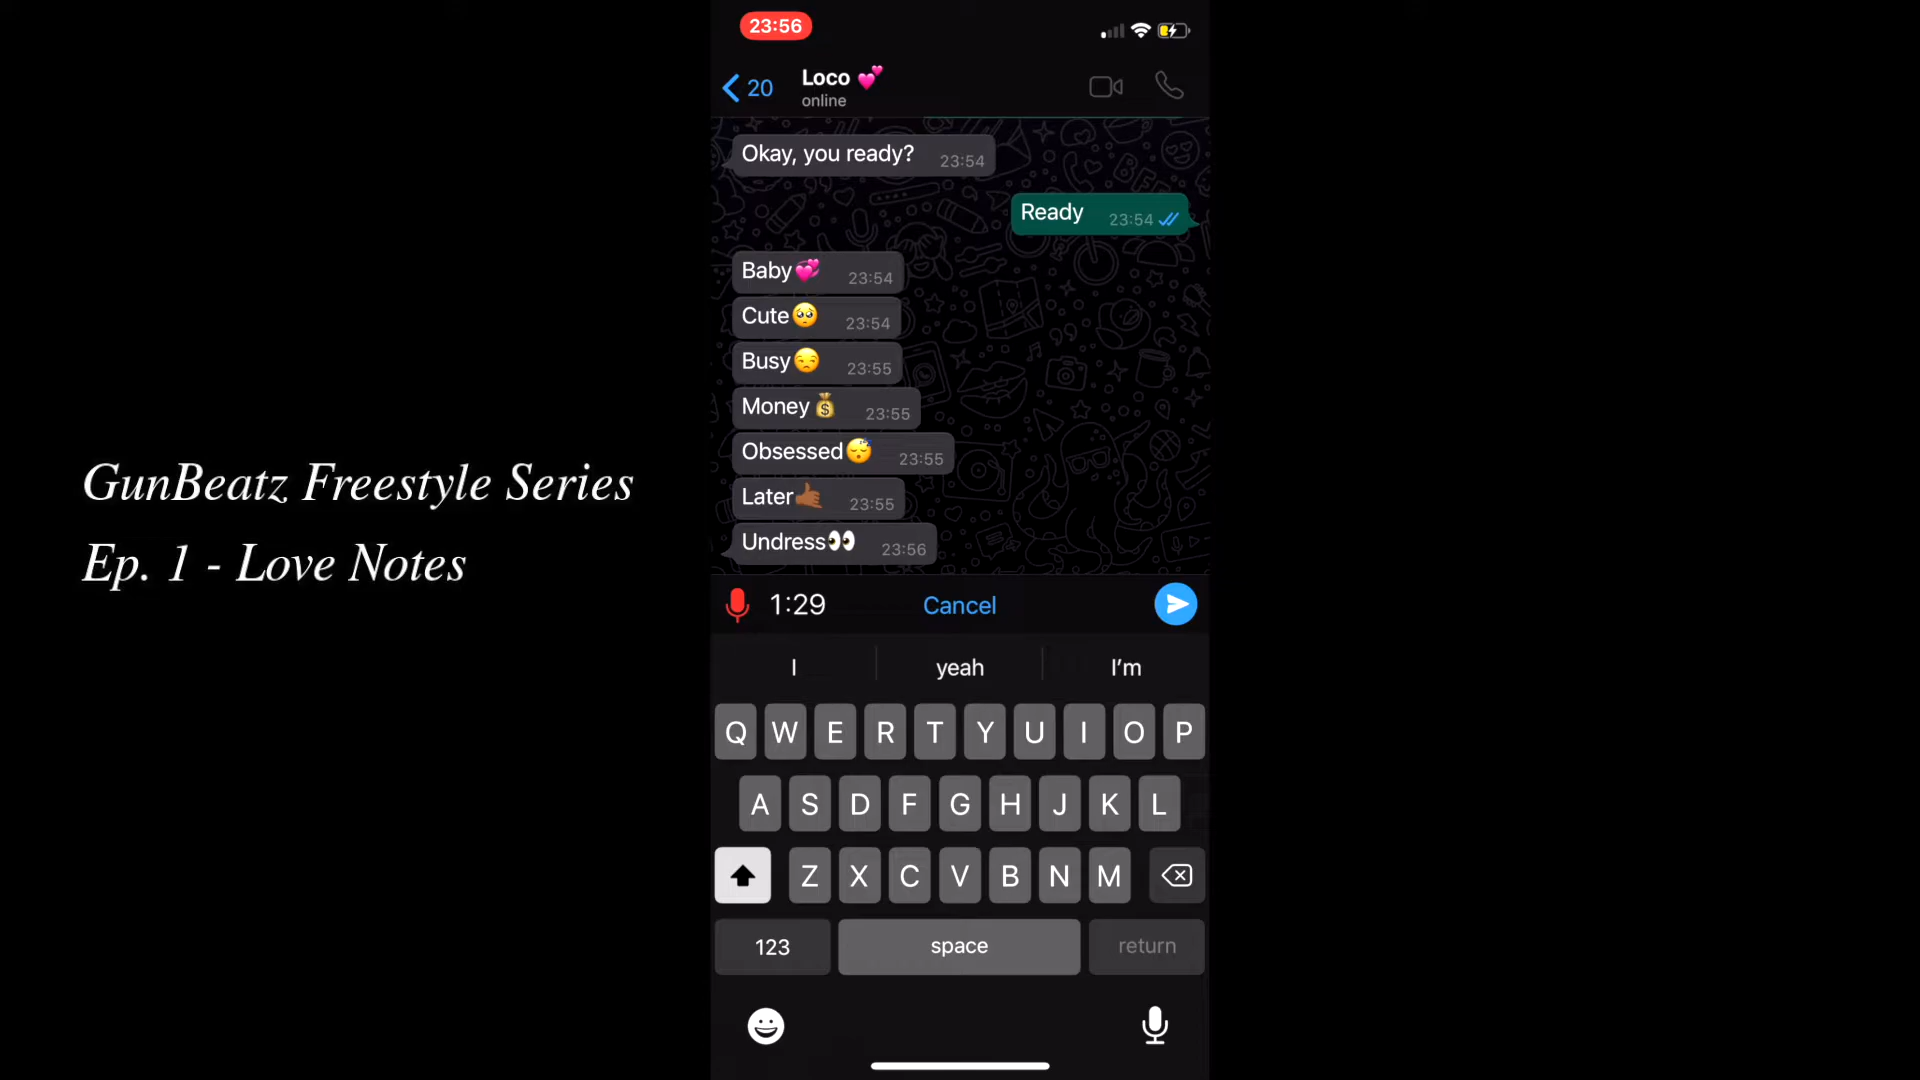 23:56
20
Loco 💕
online
Okay, you ready? 23:54
Ready 23:54
Baby💞 23:54
Cute🥺 23:54
Busy😒 23:55
Money💰 23:55
Obsessed😴 23:55
Later🤙🏾 23:55
Undress👀 23:56
GunBeatz Freestyle Series
Ep. 1 - Love Notes
1:29 Cancel
I yeah I’m
Q W E R T Y U I O P
A S D F G H J K L
Z X C V B N M
123 space return